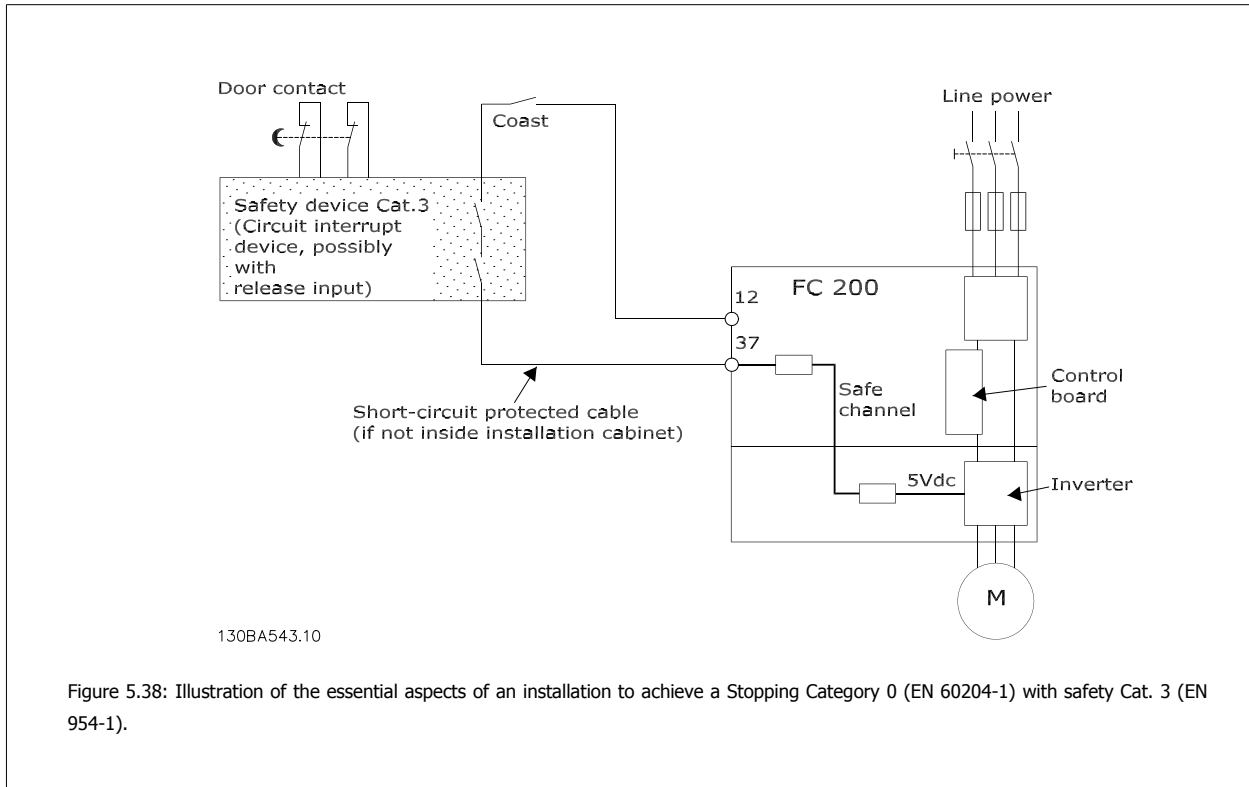 Door contact
Coast
Line power
Safety device Cat.3
(Circuit interrupt
device, possibly
with
release input)
FC 200
12
37
Safe
channel
Control
board
Short-circuit protected cable
(if not inside installation cabinet)
5Vdc
Inverter
M
130BA543.10
Figure 5.38: Illustration of the essential aspects of an installation to achieve a Stopping Category 0 (EN 60204-1) with safety Cat. 3 (EN
954-1).